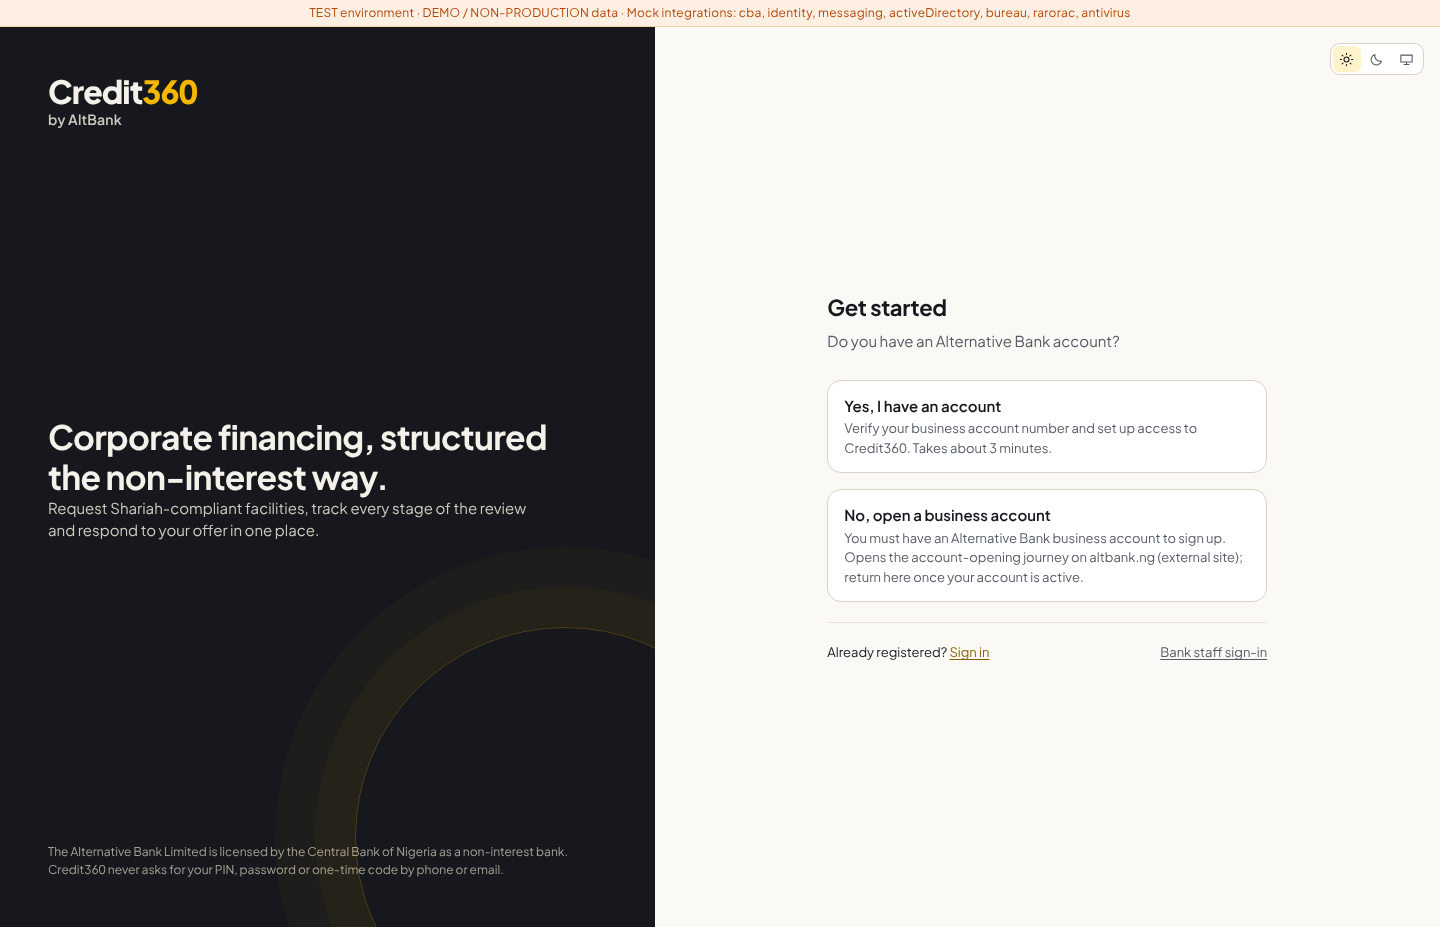 TEST environment · DEMO / NON-PRODUCTION data · Mock integrations: cba, identity, messaging, activeDirectory, bureau, rarorac, antivirus
Credit360
by AltBank
Corporate financing, structured
the non-interest way.
Request Shariah-compliant facilities, track every stage of the review
and respond to your offer in one place.
The Alternative Bank Limited is licensed by the Central Bank of Nigeria as a non-interest bank.
Credit360 never asks for your PIN, password or one-time code by phone or email.
Get started
Do you have an Alternative Bank account?
Yes, I have an account
Verify your business account number and set up access to
Credit360. Takes about 3 minutes.
No, open a business account
You must have an Alternative Bank business account to sign up.
Opens the account-opening journey on altbank.ng (external site);
return here once your account is active.
Already registered? Sign in
Bank staff sign-in